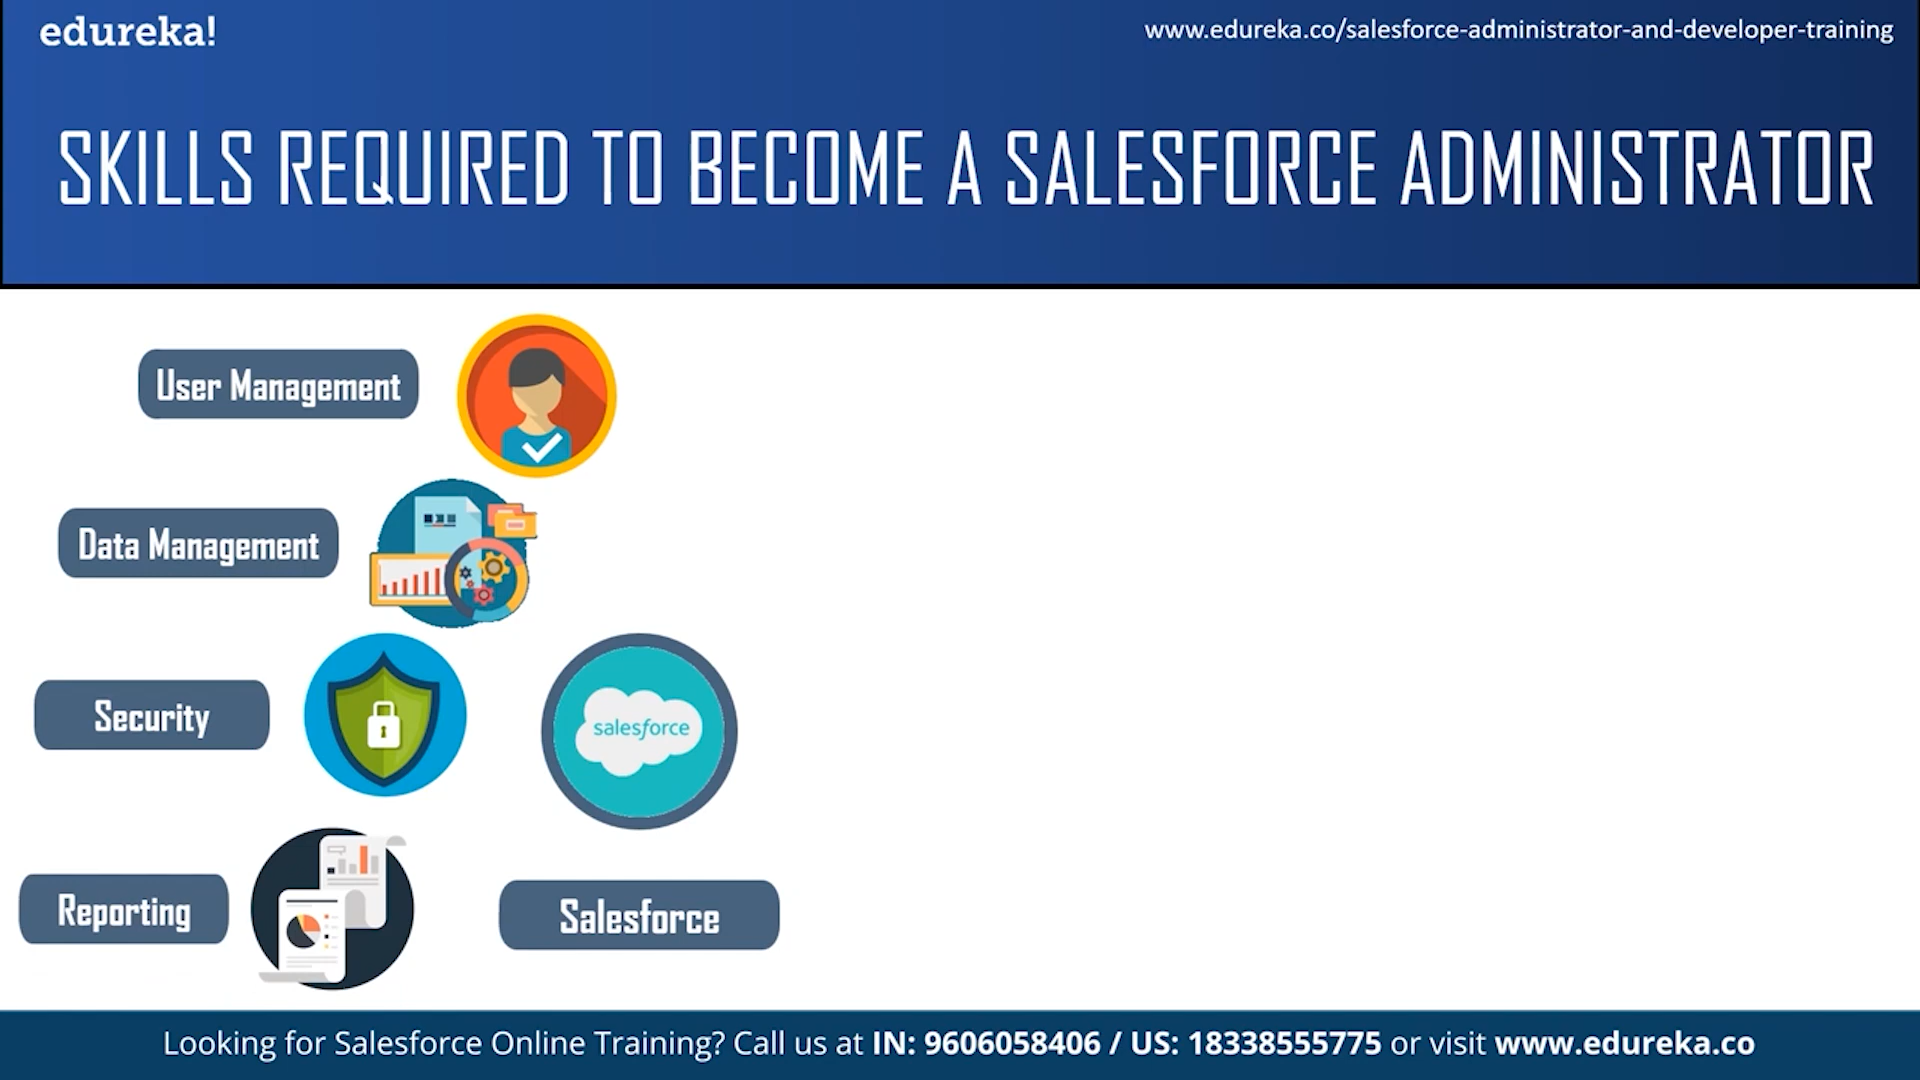 edureka!
www.edureka.co/salesforce-administrator-and-developer-training
SKILLS REQUIRED TO BECOME A SALESFORCE ADMINISTRATOR
User Management
Data Management
Security
salesforce
Reporting
Salesforce
Looking for Salesforce Online Training? Call us at IN: 9606058406 / US: 18338555775 or visit www.edureka.co